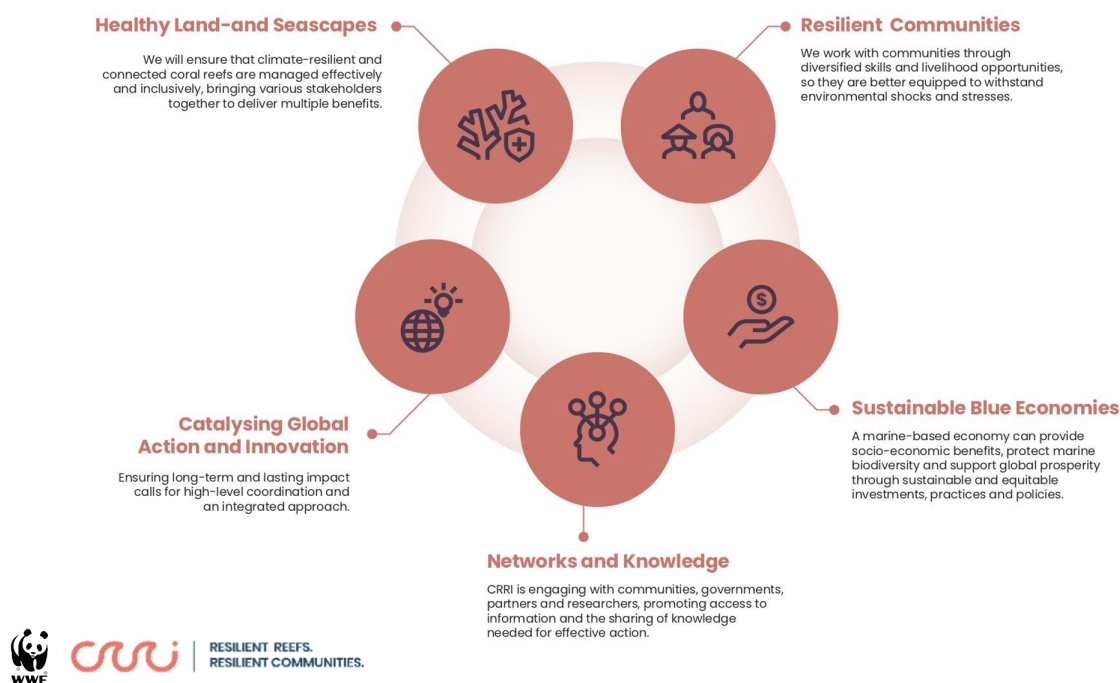 Healthy Land-and Seascapes
We will ensure that climate-resilient and
connected coral reefs are managed effectively
and inclusively, bringing various stakeholders
together to deliver multiple benefits.
Resilient Communities
We work with communities through
diversified skills and livelihood opportunities,
so they are better equipped to withstand
environmental shocks and stresses.
$
Sustainable Blue Economies
A marine-based economy can provide
socio-economic benefits, protect marine
biodiversity and support global prosperity
through sustainable and equitable
investments, practices and policies.
Catalysing Global
Action and Innovation
Ensuring long-term and lasting impact
calls for high-level coordination and
an integrated approach.
Networks and Knowledge
CRRI is engaging with communities, governments,
partners and researchers, promoting access to
information and the sharing of knowledge
needed for effective action.
WWF
crri
RESILIENT REEFS.
RESILIENT COMMUNITIES.